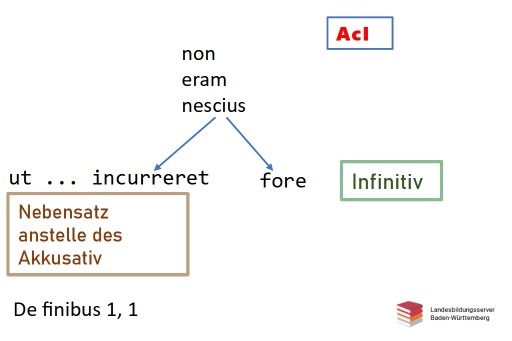 AcI
non
eram
nescius
ut ... incurreret
fore
Infinitiv
Nebensatz
anstelle des
Akkusativ
De finibus 1, 1
Landesbildungsserver
Baden-Württemberg